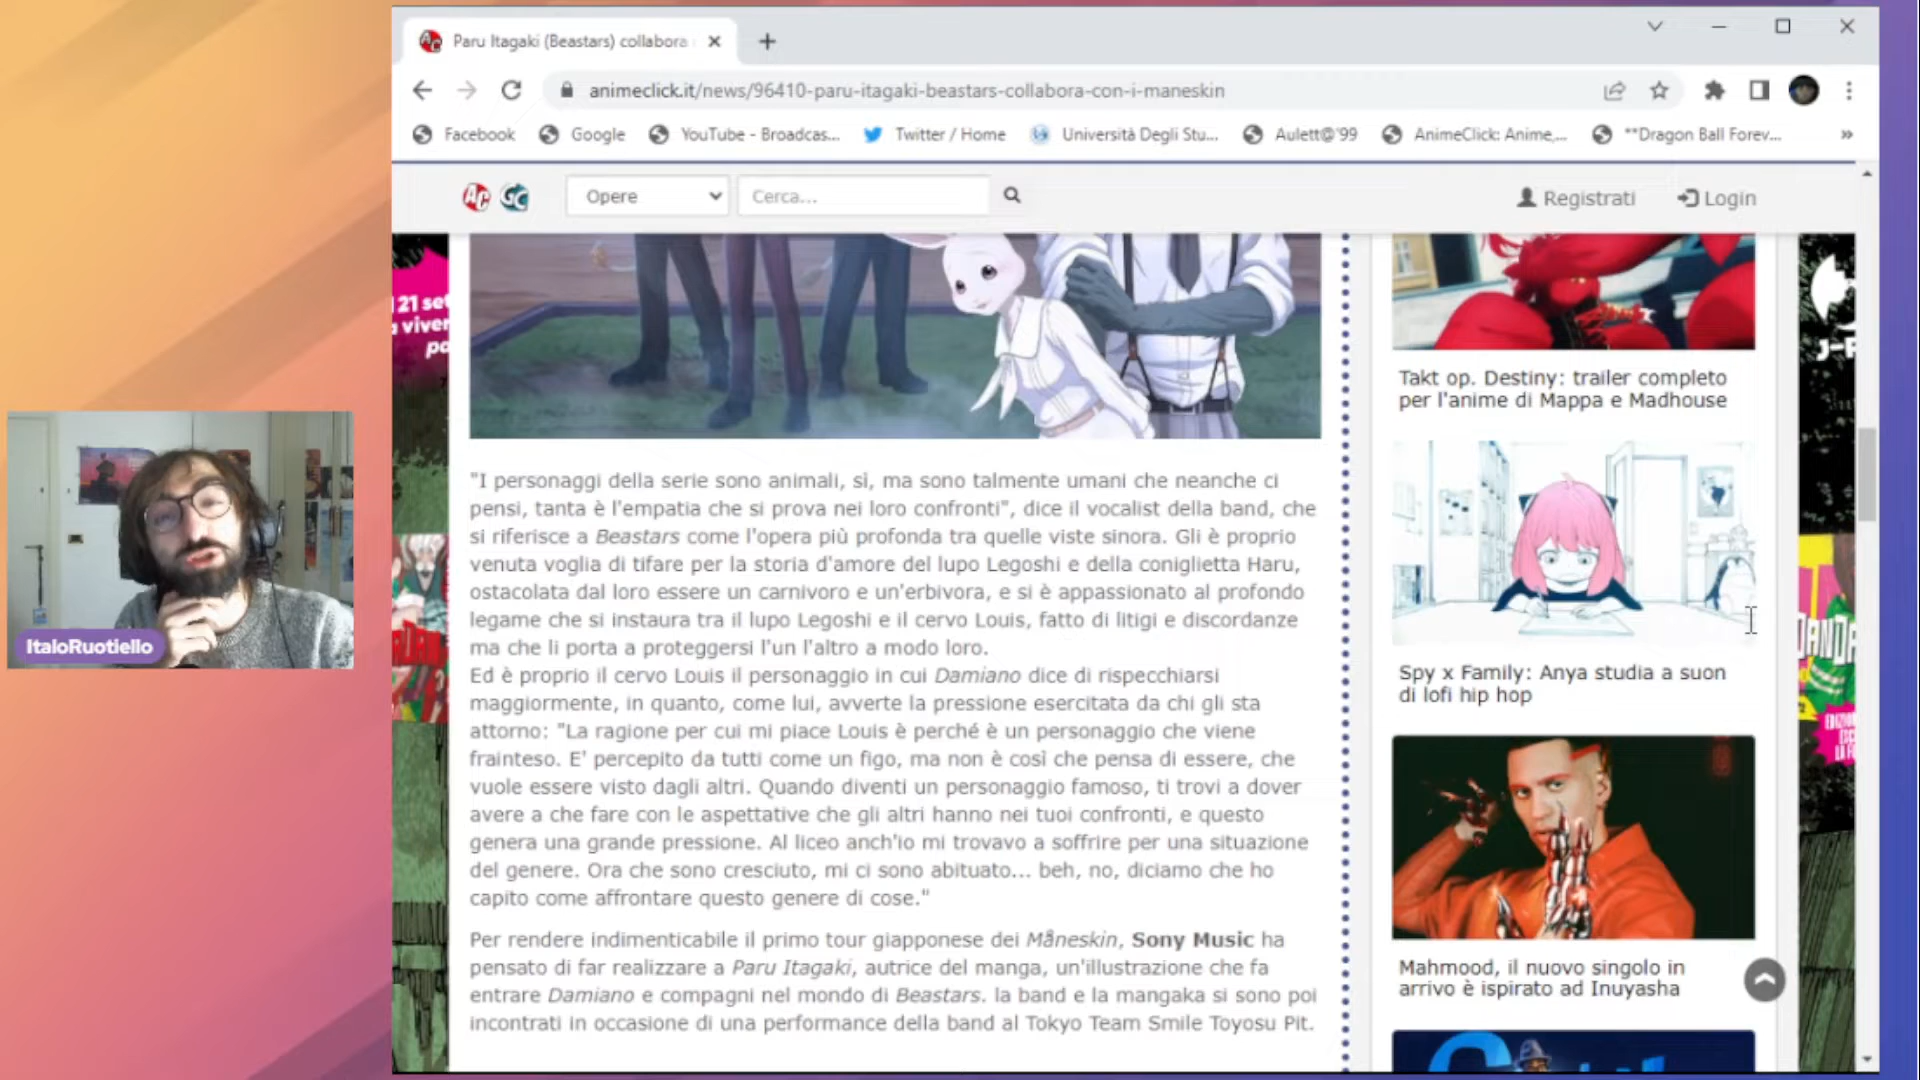 Paru Itagaki (Beastars) collabora
animeclick.it/news/96410-paru-itagaki-beastars-collabora-con-i-maneskin
Facebook Google YouTube - Broadcas... Twitter / Home Università Degli Stu... Aulett@'99 AnimeClick: Anime,... **Dragon Ball Forev... »
AC GC Opere Cerca... Registrati Login
21 set
a viver
Takt op. Destiny: trailer completo
per l'anime di Mappa e Madhouse
"I personaggi della serie sono animali, sì, ma sono talmente umani che neanche ci
pensi, tanta è l'empatia che si prova nei loro confronti", dice il vocalist della band, che
si riferisce a Beastars come l'opera più profonda tra quelle viste sinora. Gli è proprio
venuta voglia di tifare per la storia d'amore del lupo Legoshi e della coniglietta Haru,
ostacolata dal loro essere un carnivoro e un'erbivora, e si è appassionato al profondo
legame che si instaura tra il lupo Legoshi e il cervo Louis, fatto di litigi e discordanze
ma che li porta a proteggersi l'un l'altro a modo loro.
Ed è proprio il cervo Louis il personaggio in cui Damiano dice di rispecchiarsi
maggiormente, in quanto, come lui, avverte la pressione esercitata da chi gli sta
attorno: "La ragione per cui mi piace Louis è perché è un personaggio che viene
frainteso. E' percepito da tutti come un figo, ma non è così che pensa di essere, che
vuole essere visto dagli altri. Quando diventi un personaggio famoso, ti trovi a dover
avere a che fare con le aspettative che gli altri hanno nei tuoi confronti, e questo
genera una grande pressione. Al liceo anch'io mi trovavo a soffrire per una situazione
del genere. Ora che sono cresciuto, mi ci sono abituato... beh, no, diciamo che ho
capito come affrontare questo genere di cose."
Per rendere indimenticabile il primo tour giapponese dei Måneskin, Sony Music ha
pensato di far realizzare a Paru Itagaki, autrice del manga, un'illustrazione che fa
entrare Damiano e compagni nel mondo di Beastars. la band e la mangaka si sono poi
incontrati in occasione di una performance della band al Tokyo Team Smile Toyosu Pit.
Spy x Family: Anya studia a suon
di lofi hip hop
Mahmood, il nuovo singolo in
arrivo è ispirato ad Inuyasha
ItaloRuotiello